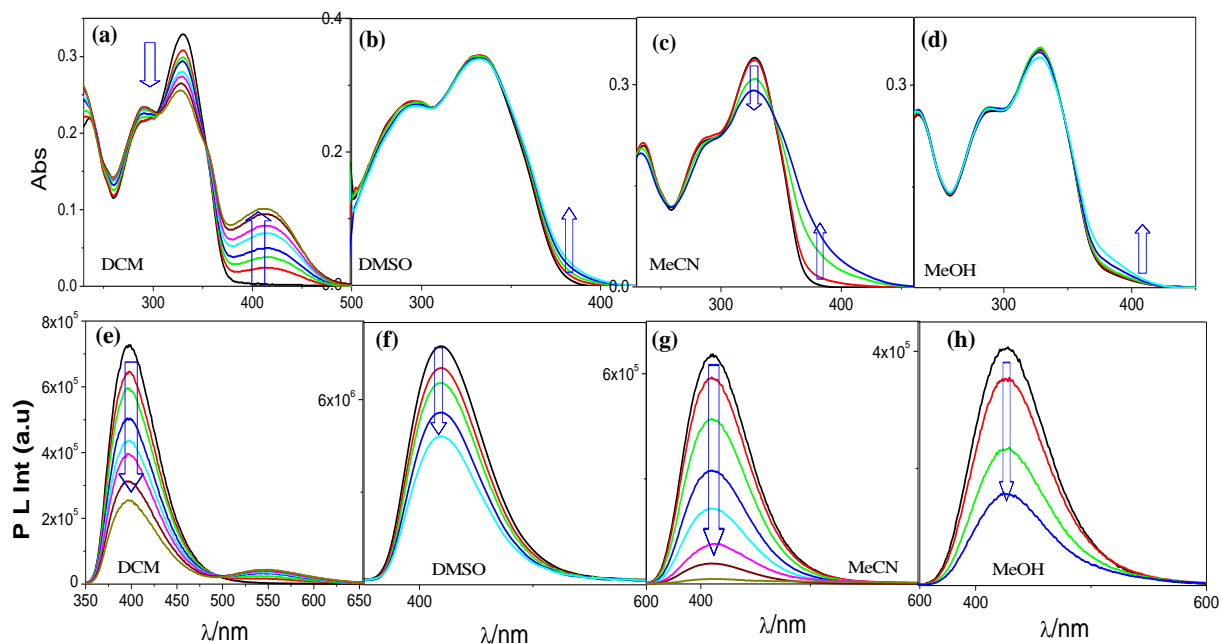 (a)
(b)
(c)
(d)
0.3
0.2
0.1
0.0
Abs
DCM
300
400
500
0.4
0.2
0.0
DMSO
300
400
0.3
0.0
MeCN
300
400
MeOH
300
400
(e)
(f)
(g)
(h)
8x10⁵
6x10⁵
4x10⁵
2x10⁵
0
P L Int (a.u)
DCM
350 400 450 500 550 600 650
6x10⁶
DMSO
400
600
6x10⁵
MeCN
400
600
4x10⁵
MeOH
400
600
λ/nm
λ/nm
λ/nm
λ/nm